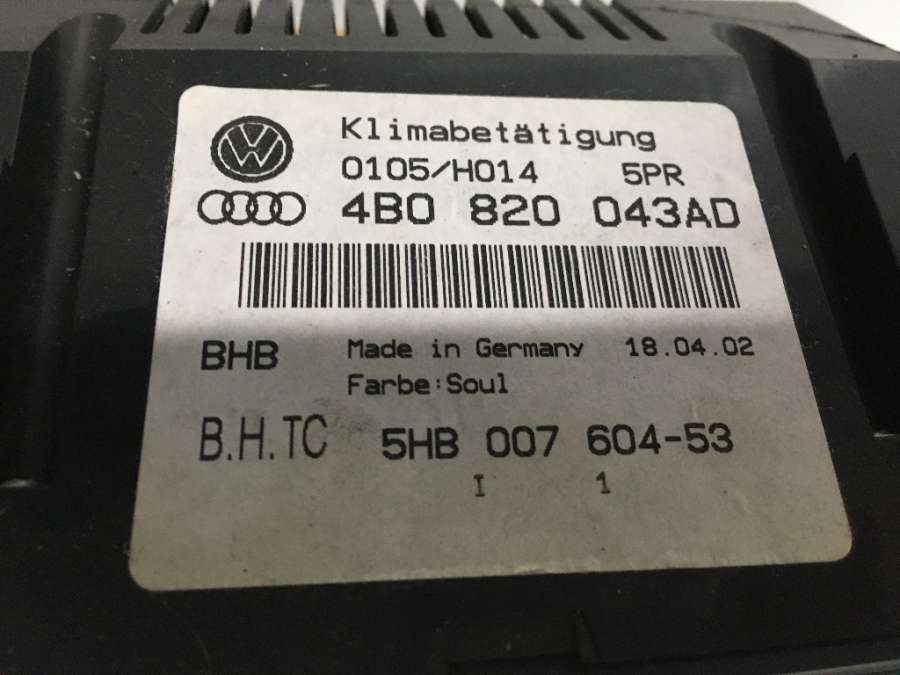 Klimabetätigung
0105/H014 5PR
4B0 820 043AD
BHB Made in Germany 18.04.02
Farbe:Soul
B.H.TC 5HB 007 604-53
I 1